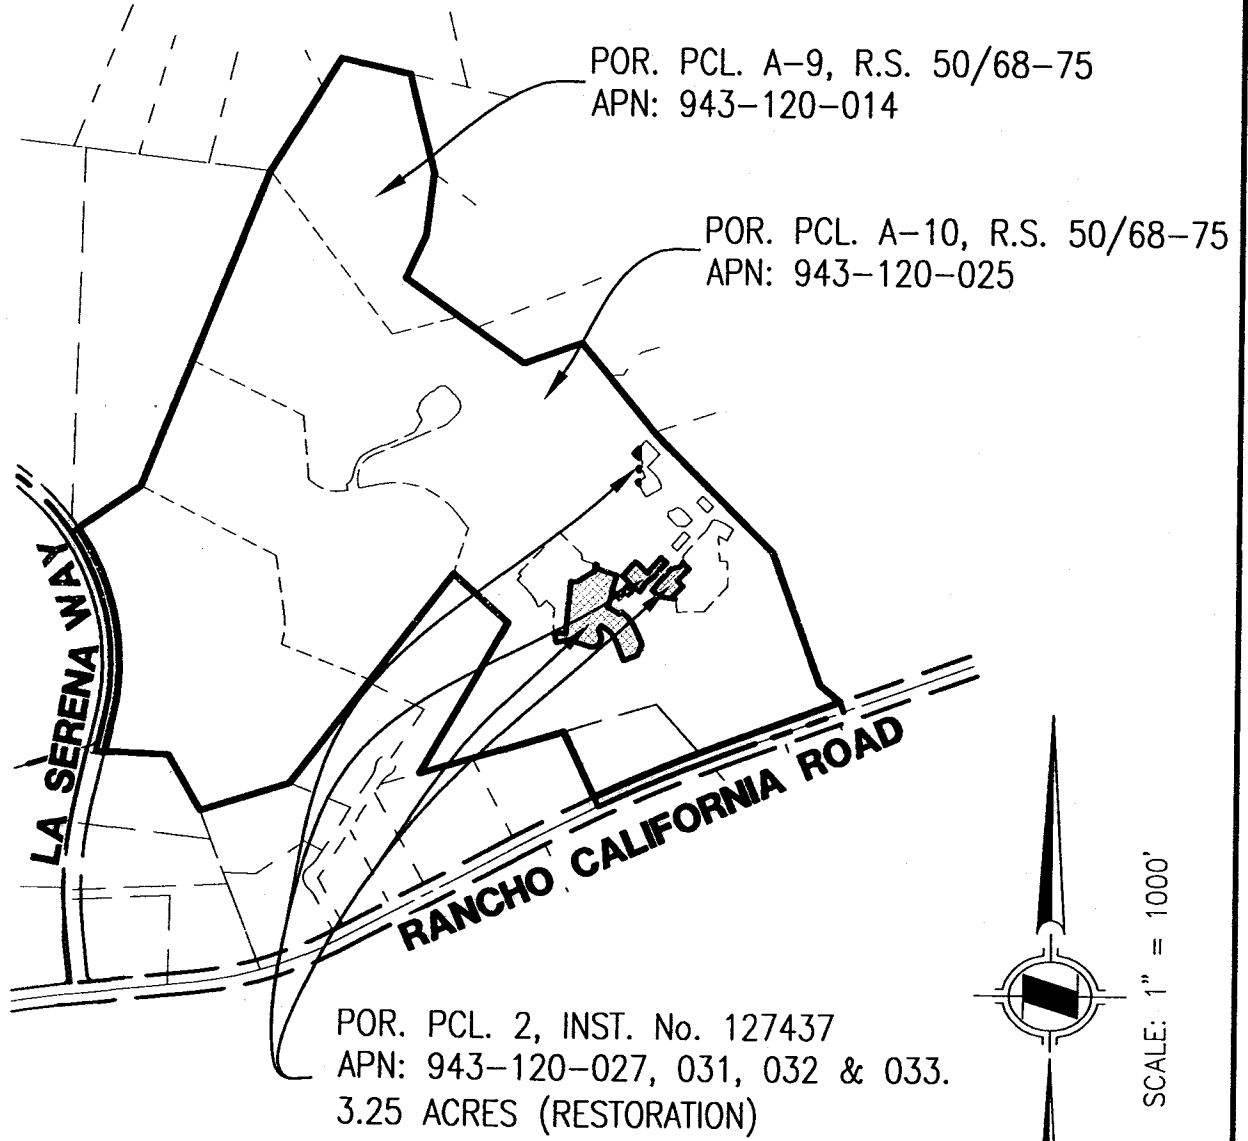 POR. PCL. A-9, R.S. 50/68-75
APN: 943-120-014
POR. PCL. A-10, R.S. 50/68-75
APN: 943-120-025
LA SERENA WAY
RANCHO CALIFORNIA ROAD
SCALE: 1" = 1000'
POR. PCL. 2, INST. No. 127437
APN: 943-120-027, 031, 032 & 033.
3.25 ACRES (RESTORATION)